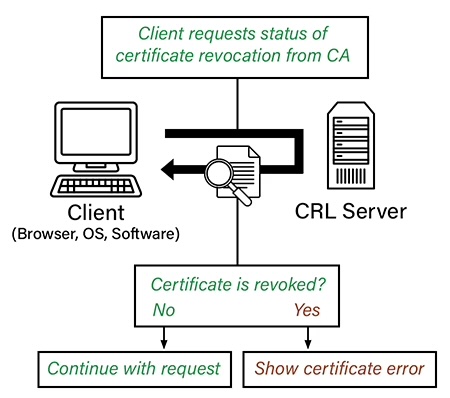 Client requests status of
certificate revocation from CA
Client
(Browser, OS, Software)
CRL Server
Certificate is revoked?
No
Yes
Continue with request
Show certificate error